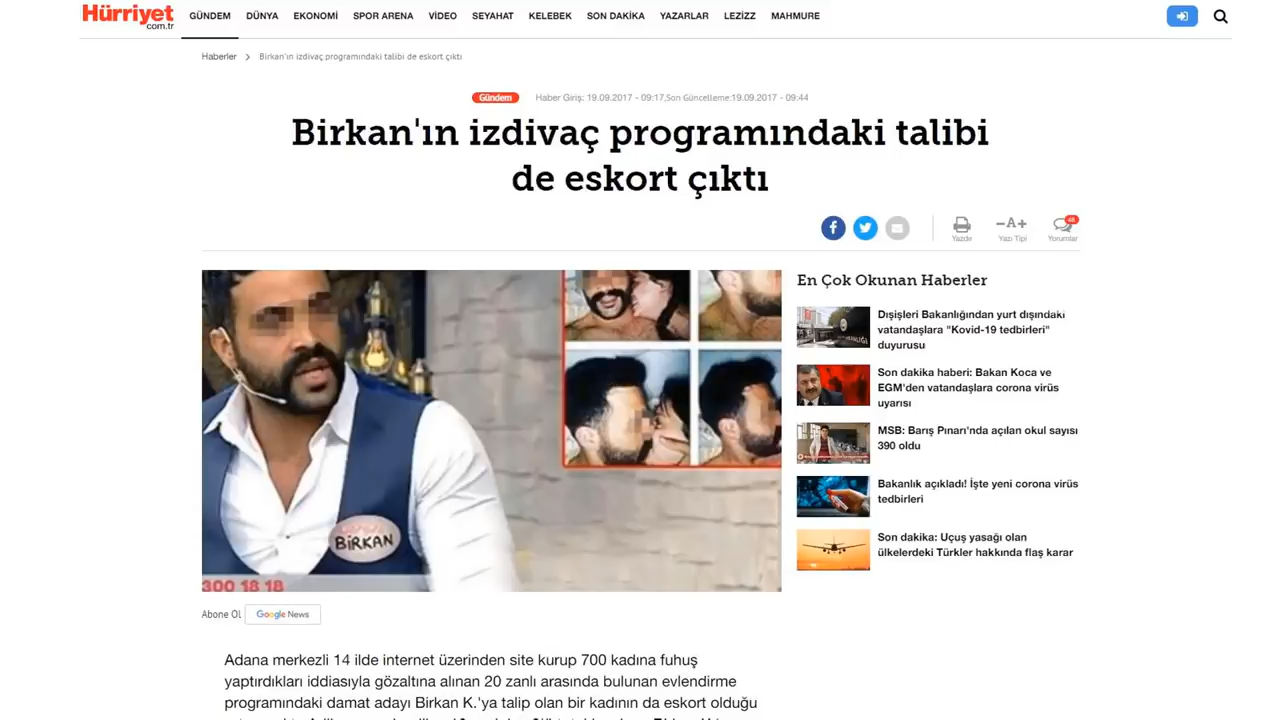 Hürriyet
com.tr
GÜNDEM DÜNYA EKONOMİ SPOR ARENA VİDEO SEYAHAT KELEBEK SON DAKİKA YAZARLAR LEZİZZ MAHMURE
Haberler > Birkan'ın izdivaç programındaki talibi de eskort çıktı
Gündem Haber Giriş: 19.09.2017 - 09:17,Son Güncelleme:19.09.2017 - 09:44
Birkan'ın izdivaç programındaki talibi
de eskort çıktı
Yazdır
−A+
Yazı Tipi
48
Yorumlar
BİRKAN
300 18 18
En Çok Okunan Haberler
Dışişleri Bakanlığından yurt dışındaki
vatandaşlara "Kovid-19 tedbirleri"
duyurusu
Son dakika haberi: Bakan Koca ve
EGM'den vatandaşlara corona virüs
uyarısı
MSB: Barış Pınarı'nda açılan okul sayısı
390 oldu
Bakanlık açıkladı! İşte yeni corona virüs
tedbirleri
Son dakika: Uçuş yasağı olan
ülkelerdeki Türkler hakkında flaş karar
Abone Ol Google News
Adana merkezli 14 ilde internet üzerinden site kurup 700 kadına fuhuş
yaptırdıkları iddiasıyla gözaltına alınan 20 zanlı arasında bulunan evlendirme
programındaki damat adayı Birkan K.'ya talip olan bir kadının da eskort olduğu